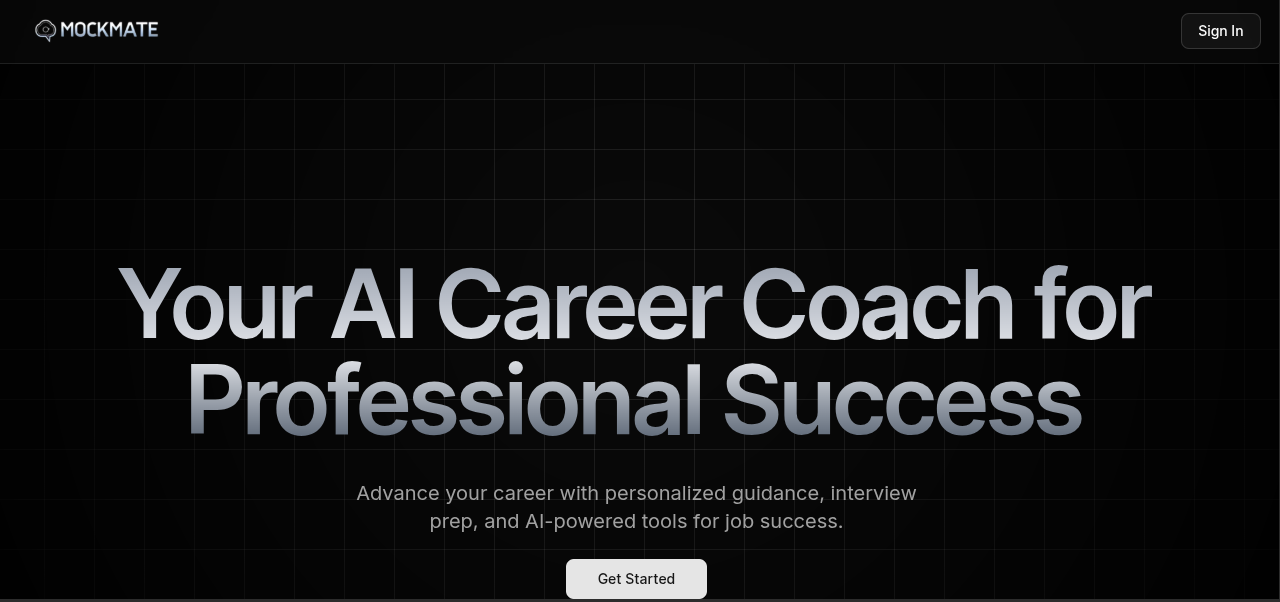 MOCKMATE
Sign In
Your AI Career Coach for
Professional Success
Advance your career with personalized guidance, interview
prep, and AI-powered tools for job success.
Get Started